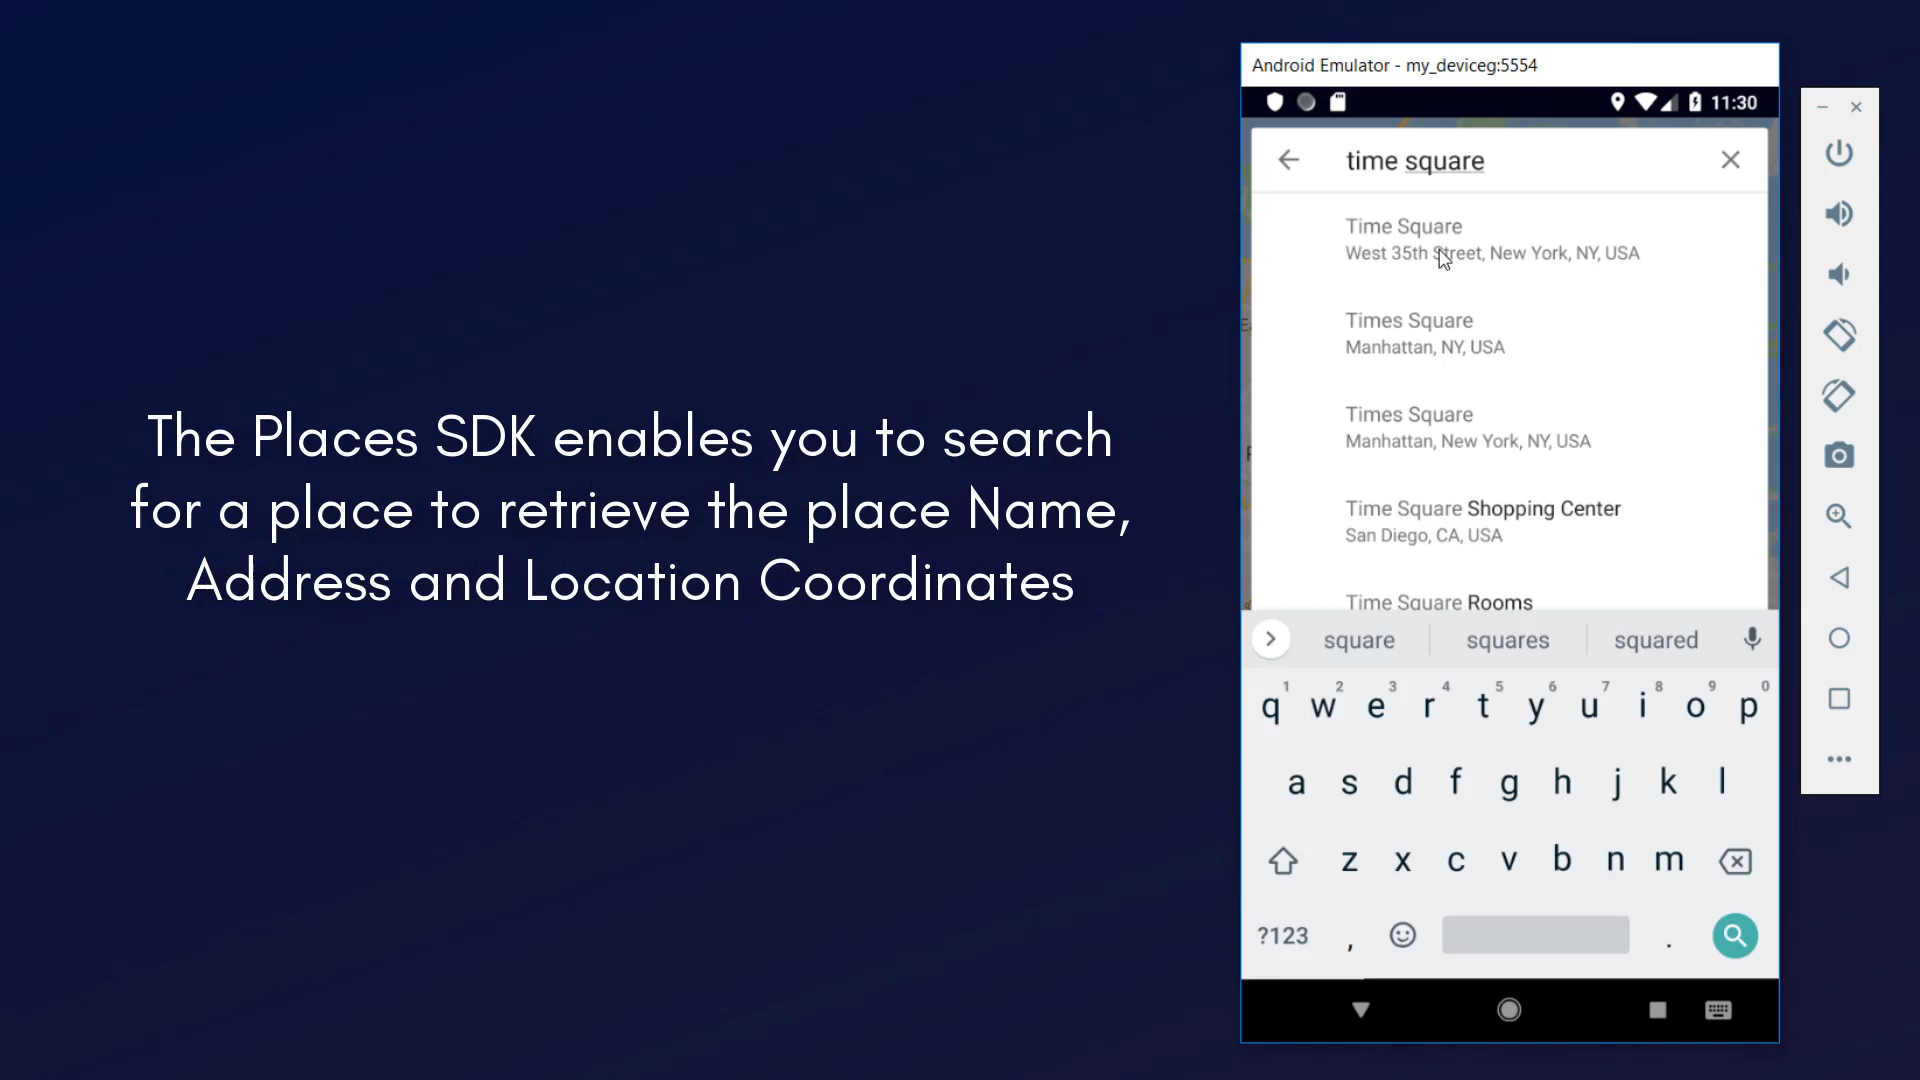 The Places SDK enables you to search
for a place to retrieve the place Name,
Address and Location Coordinates
Android Emulator - my_deviceg:5554
11:30
time square
Time Square
West 35th Street, New York, NY, USA
Times Square
Manhattan, NY, USA
Times Square
Manhattan, New York, NY, USA
Time Square Shopping Center
San Diego, CA, USA
Time Square Rooms
square squares squared
1 2 3 4 5 6 7 8 9 0
q w e r t y u i o p
a s d f g h j k l
z x c v b n m
?123 , .